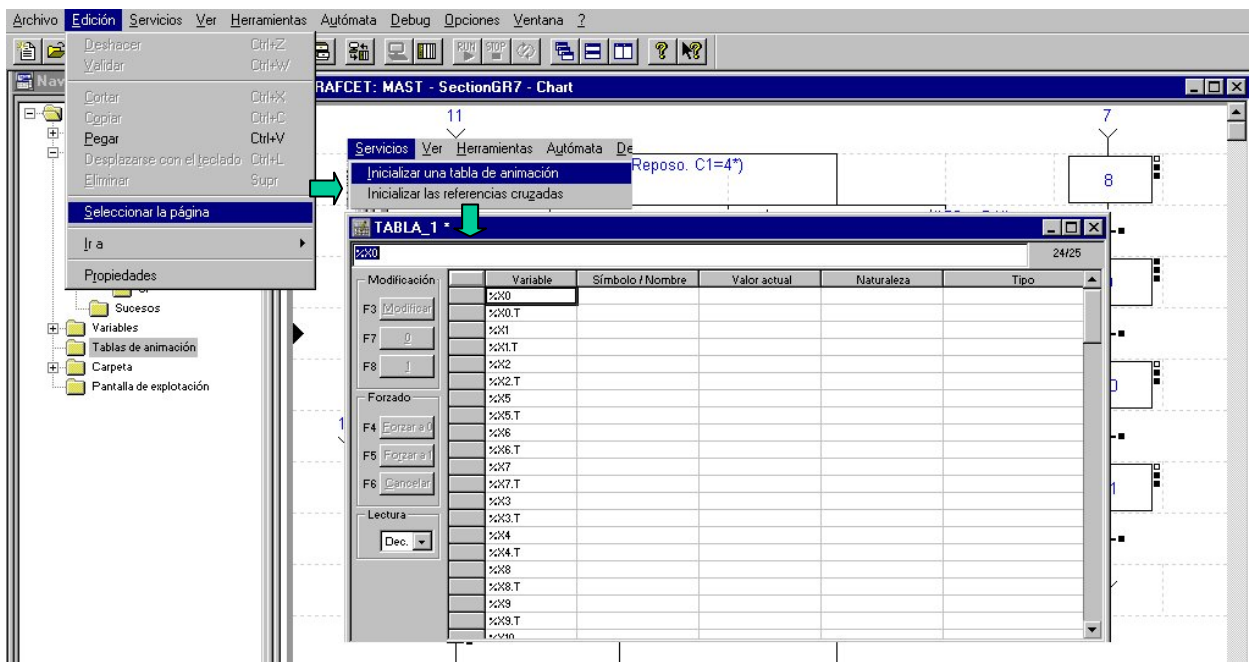 Archivo Edición Servicios Ver Herramientas Autómata Debug Opciones Ventana ?
Deshacer Ctrl+Z
Validar Ctrl+W
Cortar Ctrl+X
Copiar Ctrl+C
Pegar Ctrl+V
Desplazarse con el teclado Ctrl+L
Eliminar Supr
Seleccionar la página
Ir a
Propiedades
RUN STOP
Nav
RAFCET: MAST - SectionGR7 - Chart
Sucesos
Variables
Tablas de animación
Carpeta
Pantalla de explotación
11
7
8
Reposo. C1=4*)
Servicios Ver Herramientas Autómata De
Inicializar una tabla de animación
Inicializar las referencias cruzadas
TABLA_1 *
%X0
24/25
Modificación
F3 Modificar
F7 0
F8 1
Forzado
F4 Forzar a 0
F5 Forzar a 1
F6 Cancelar
Lectura
Dec.
Variable Símbolo / Nombre Valor actual Naturaleza Tipo
%X0
%X0.T
%X1
%X1.T
%X2
%X2.T
%X5
%X5.T
%X6
%X6.T
%X7
%X7.T
%X3
%X3.T
%X4
%X4.T
%X8
%X8.T
%X9
%X9.T
%X10